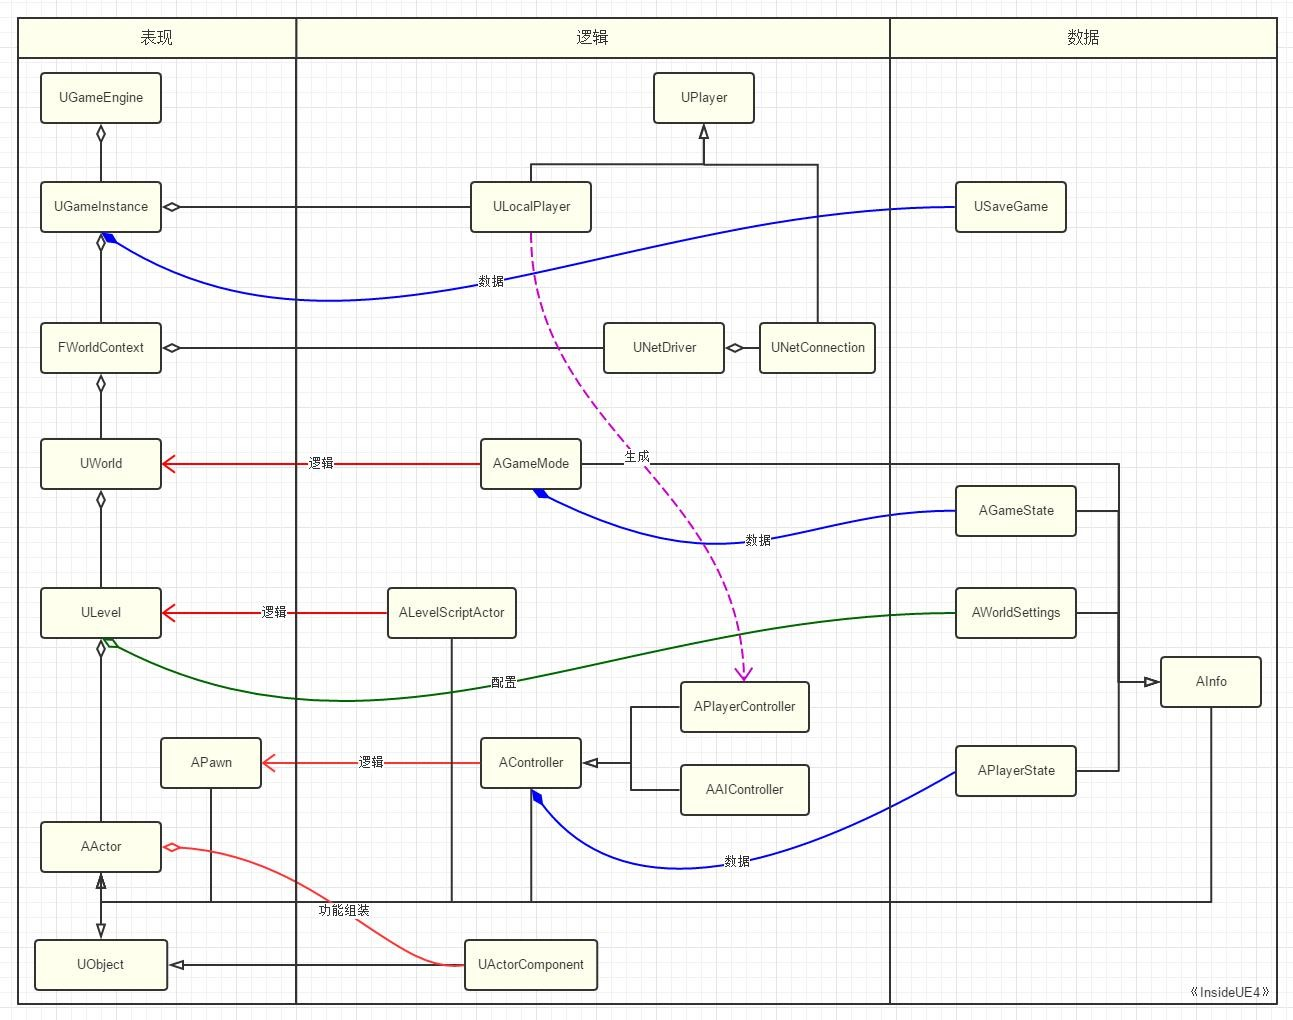 表现
逻辑
数据
UGameEngine
UPlayer
UGameInstance
ULocalPlayer
USaveGame
数据
FWorldContext
UNetDriver
UNetConnection
UWorld
逻辑
AGameMode
生成
AGameState
数据
ULevel
逻辑
ALevelScriptActor
AWorldSettings
配置
AInfo
APlayerController
APawn
逻辑
AController
APlayerState
AAIController
AActor
数据
功能组装
UObject
UActorComponent
《InsideUE4》